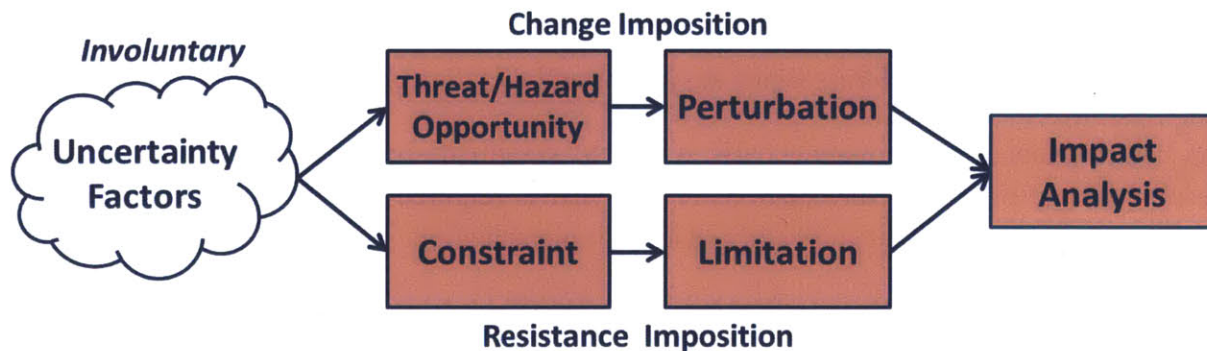 Change Imposition
Involuntary
Uncertainty
Factors
Threat/Hazard
Opportunity
Perturbation
Constraint
Limitation
Impact
Analysis
Resistance Imposition